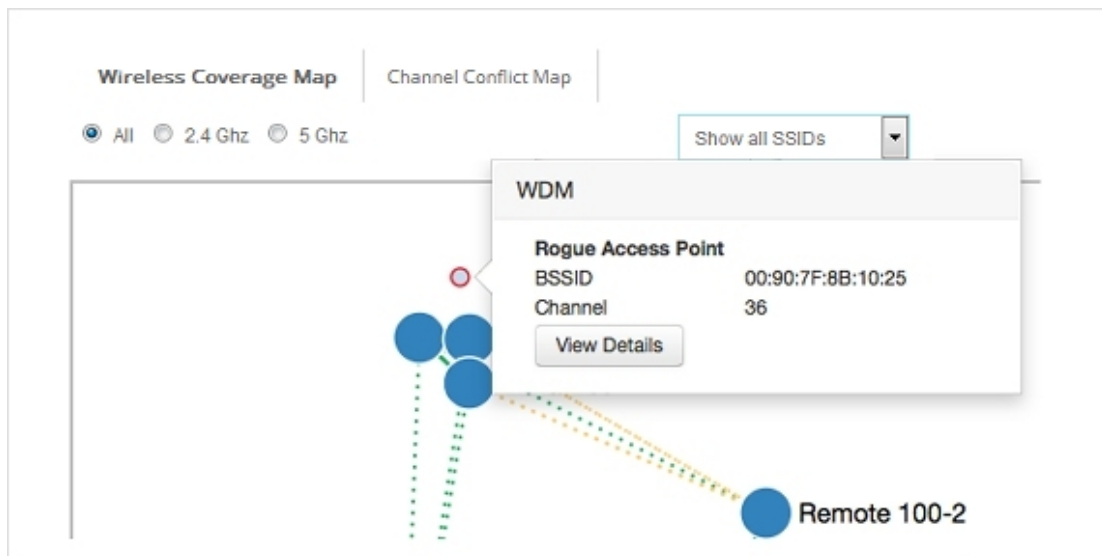 Wireless Coverage Map
Channel Conflict Map
All 2.4 Ghz 5 Ghz
Show all SSIDs
WDM
Rogue Access Point
BSSID 00:90:7F:8B:10:25
Channel 36
View Details
Remote 100-2